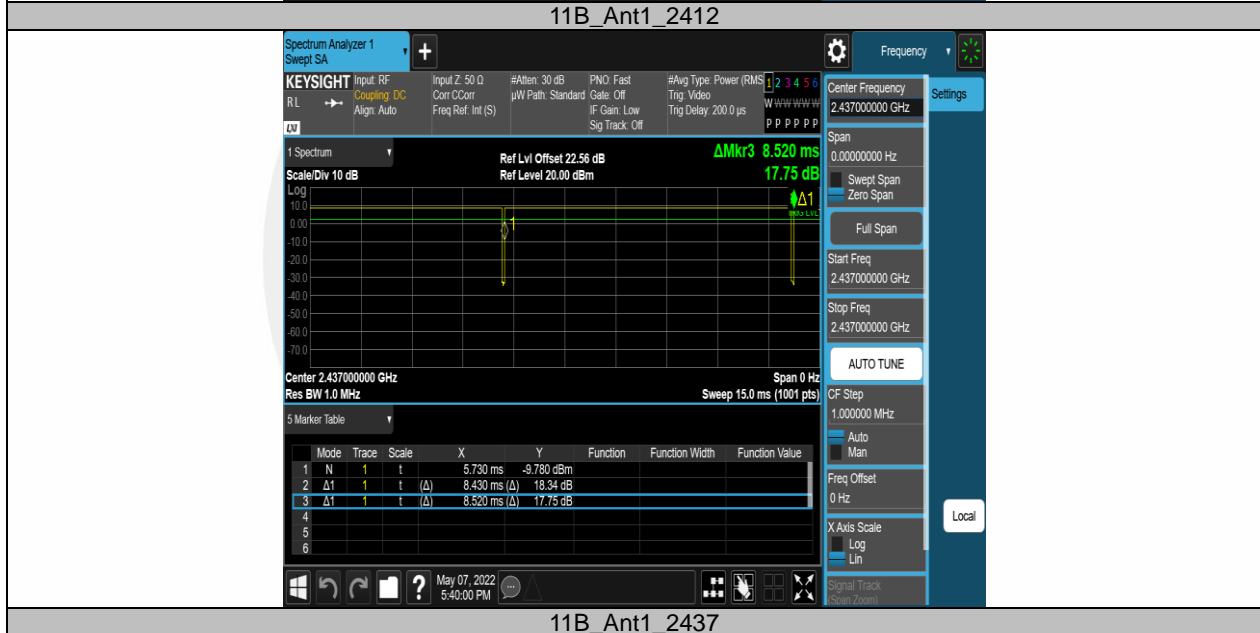 11B_Ant1_2412
Spectrum Analyzer 1
Swept SA
+
Frequency
KEYSIGHT
RL
LXI
Input: RF
Coupling: DC
Align: Auto
Input Z: 50 Ω
Corr CCorr
Freq Ref: Int (S)
#Atten: 30 dB
µW Path: Standard
PNO: Fast
Gate: Off
IF Gain: Low
Sig Track: Off
#Avg Type: Power (RMS
Trig: Video
Trig Delay: 200.0 µs
1 2 3 4 5 6
W W W W W W
P P P P P P
Center Frequency
2.437000000 GHz
Settings
Span
0.00000000 Hz
Swept Span
Zero Span
Full Span
Start Freq
2.437000000 GHz
Stop Freq
2.437000000 GHz
AUTO TUNE
CF Step
1.000000 MHz
Auto
Man
Freq Offset
0 Hz
X Axis Scale
Log
Lin
Signal Track
(Span Zoom)
Local
1 Spectrum
Ref Lvl Offset 22.56 dB
ΔMkr3 8.520 ms
Scale/Div 10 dB
Ref Level 20.00 dBm
17.75 dB
Log
10.0
0.00
-10.0
-20.0
-30.0
-40.0
-50.0
-60.0
-70.0
1
Δ1
TRIG LVL
Center 2.437000000 GHz
Span 0 Hz
Res BW 1.0 MHz
Sweep 15.0 ms (1001 pts)
5 Marker Table
Mode Trace Scale X Y Function Function Width Function Value
1 N 1 t 5.730 ms -9.780 dBm
2 Δ1 1 t (Δ) 8.430 ms (Δ) 18.34 dB
3 Δ1 1 t (Δ) 8.520 ms (Δ) 17.75 dB
4
5
6
?
May 07, 2022
5:40:00 PM
11B_Ant1_2437